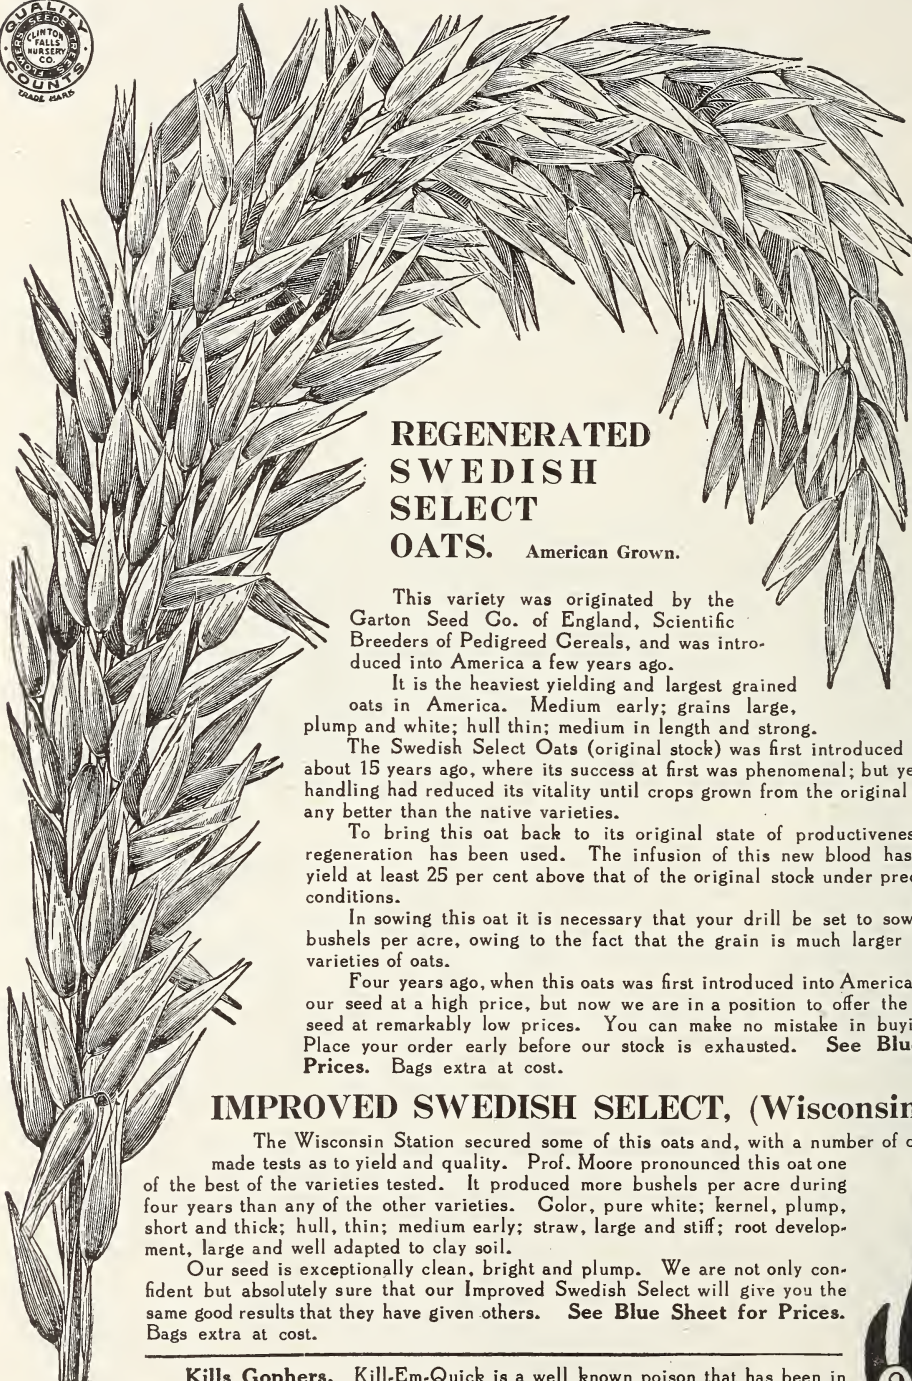 QUALITY
SEEDS TREES FLOWERS
CLINTON
FALLS
NURSERY
CO.
COUNTS
TRADE MARK
REGENERATED
SWEDISH
SELECT
OATS. American Grown.
This variety was originated by the
Garton Seed Co. of England, Scientific
Breeders of Pedigreed Cereals, and was intro-
duced into America a few years ago.
It is the heaviest yielding and largest grained
oats in America. Medium early; grains large,
plump and white; hull thin; medium in length and strong.
The Swedish Select Oats (original stock) was first introduced
about 15 years ago, where its success at first was phenomenal; but
handling had reduced its vitality until crops grown from the original
any better than the native varieties.
To bring this oat back to its original state of
regeneration has been used. The infusion of this new blood has
yield at least 25 per cent above that of the original stock under
conditions.
In sowing this oat it is necessary that your drill be set to sow
bushels per acre, owing to the fact that the grain is much larger
varieties of oats.
Four years ago, when this oats was first introduced into America
our seed at a high price, but now we are in a position to offer the
seed at remarkably low prices. You can make no mistake in
Place your order early before our stock is exhausted. See
Prices. Bags extra at cost.
IMPROVED SWEDISH SELECT, (Wisconsin
The Wisconsin Station secured some of this oats and, with a number of
made tests as to yield and quality. Prof. Moore pronounced this oat one
of the best of the varieties tested. It produced more bushels per acre during
four years than any of the other varieties. Color, pure white; kernel, plump,
short and thick; hull, thin; medium early; straw, large and stiff; root develop-
ment, large and well adapted to clay soil.
Our seed is exceptionally clean, bright and plump. We are not only con-
fident but absolutely sure that our Improved Swedish Select will give you the
same good results that they have given others. See Blue Sheet for Prices.
Bags extra at cost.
Kills Gophers. Kill-Em-Quick is a well known poison that has been in